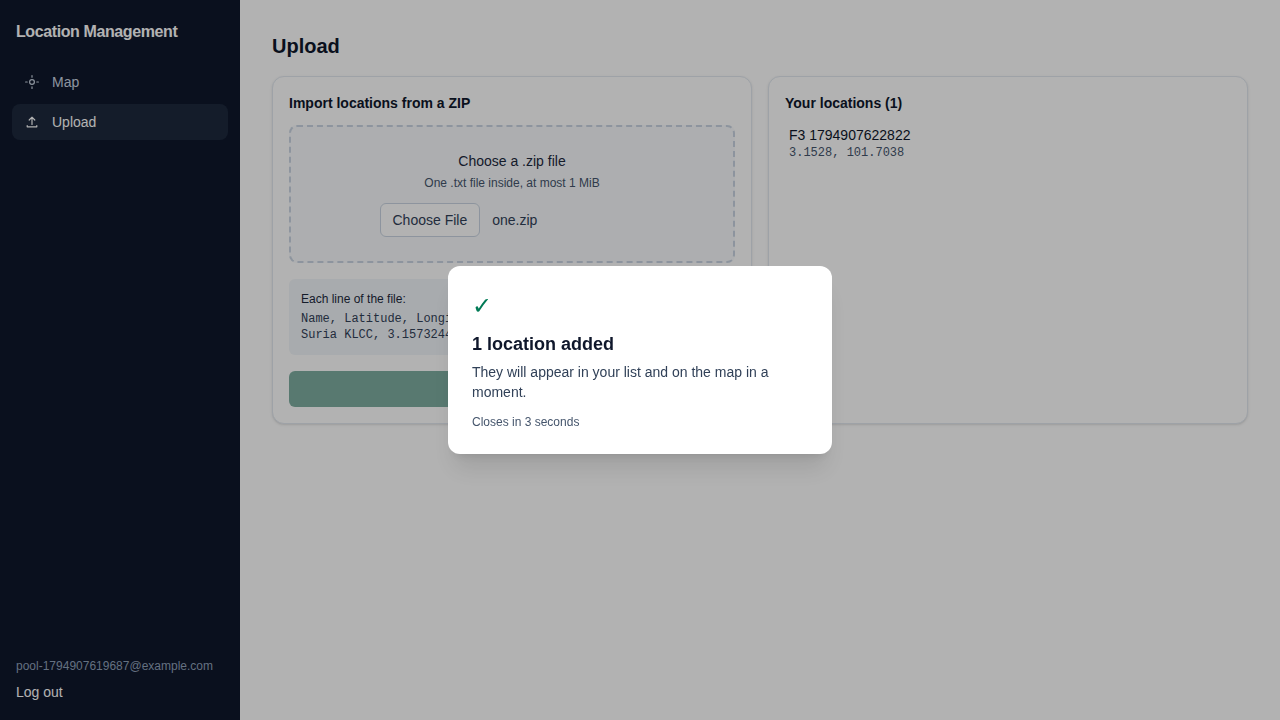 Location Management
Map
Upload
pool-1794907619687@example.com
Log out
Upload
Import locations from a ZIP
Choose a .zip file
One .txt file inside, at most 1 MiB
Choose File
one.zip
Each line of the file:
Name, Latitude,
Suria KLCC,
Your locations (1)
F3 1794907622822
3.1528, 101.7038
✓
1 location added
They will appear in your list and on the map in a
moment.
Closes in 3 seconds